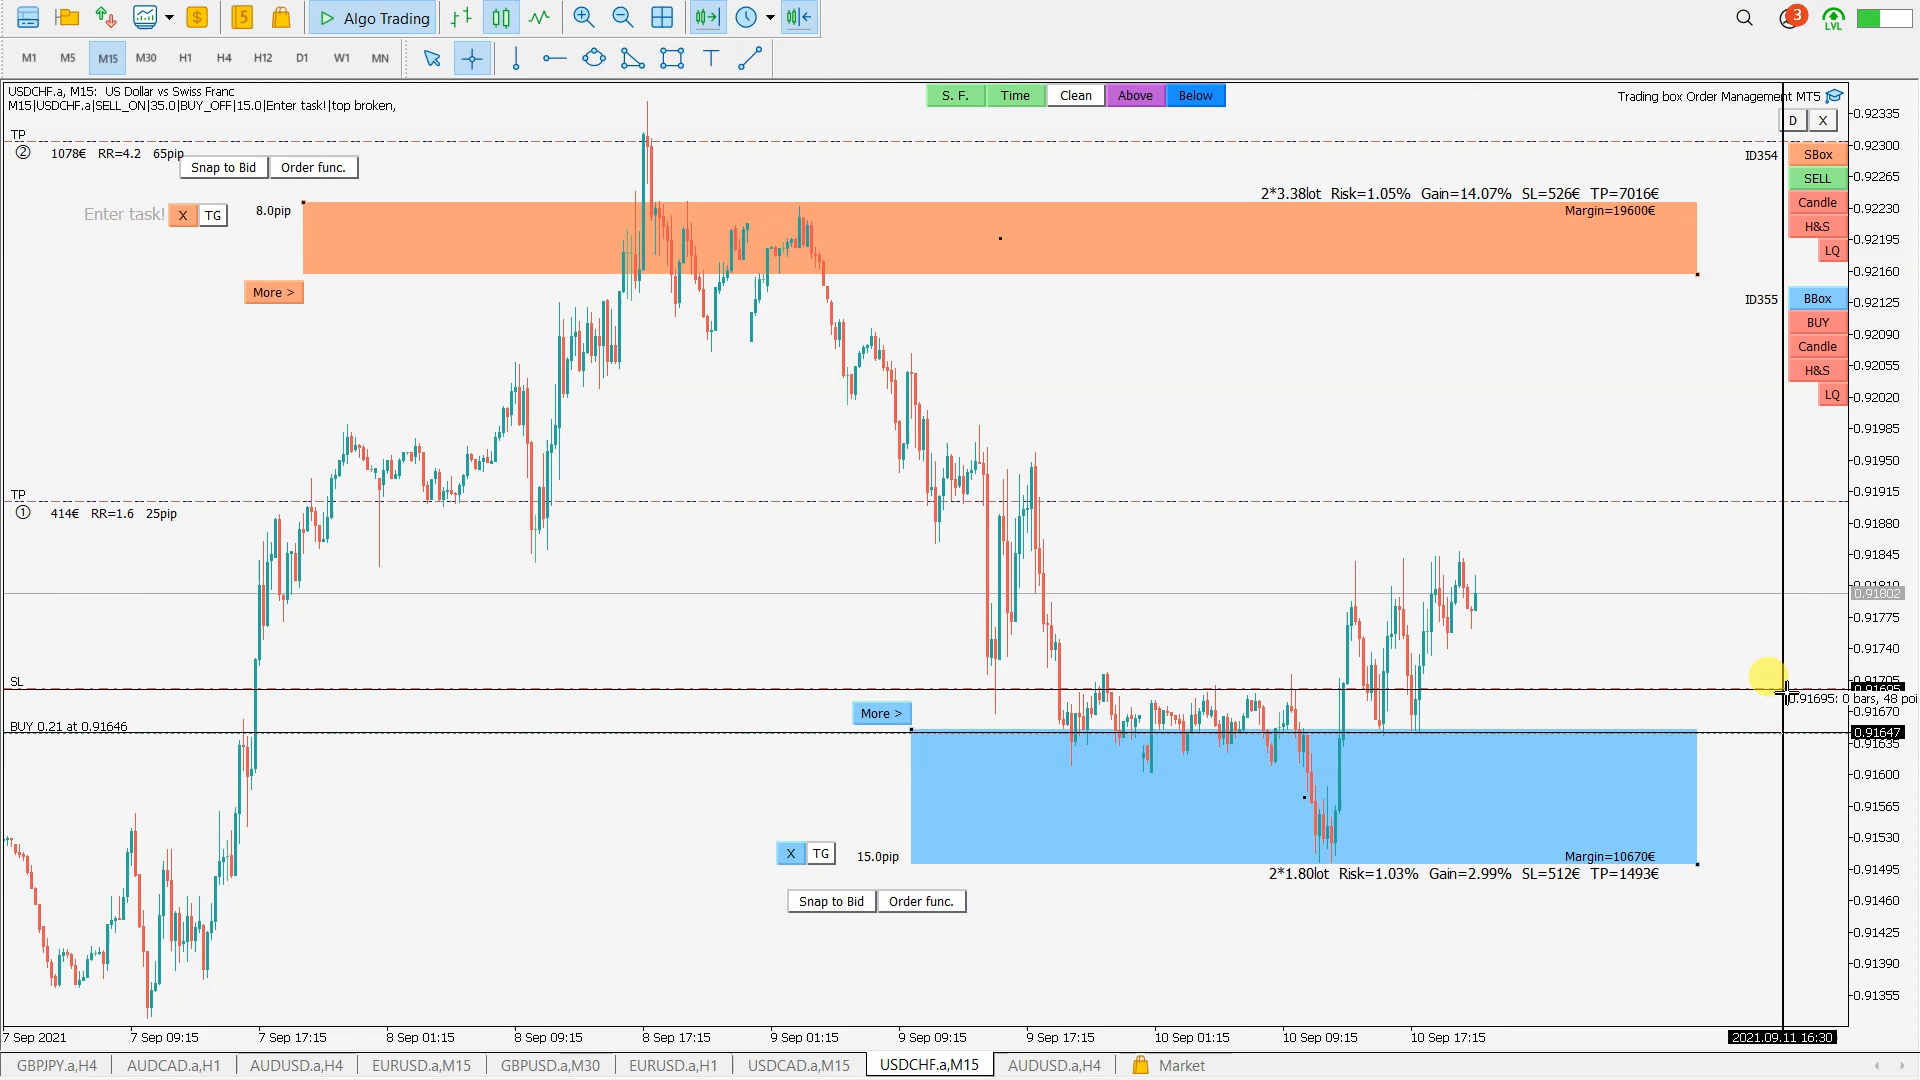 Algo Trading
3
LVL
5
$
M1 M5 M15 M30 H1 H4 H12 D1 W1 MN
T
USDCHF.a, M15: US Dollar vs Swiss Franc
M15|USDCHF.a|SELL_ON|35.0|BUY_OFF|15.0|Enter task!|top broken,
S. F. Time Clean Above Below
Trading box Order Management MT5
D X
TP
2 1078€ RR=4.2 65pip
Snap to Bid Order func.
Enter task! X TG 8.0pip
2*3.38lot Risk=1.05% Gain=14.07% SL=526€ TP=7016€
Margin=19600€
More >
ID354 SBox
SELL
Candle
H&S
LQ
ID355 BBox
BUY
Candle
H&S
LQ
TP
1 414€ RR=1.6 25pip
SL
BUY 0.21 at 0.91646
More >
X TG 15.0pip
Margin=10670€
2*1.80lot Risk=1.03% Gain=2.99% SL=512€ TP=1493€
Snap to Bid Order func.
0.92335
0.92300
0.92265
0.92230
0.92195
0.92160
0.92125
0.92090
0.92055
0.92020
0.91985
0.91950
0.91915
0.91880
0.91845
0.91810
0.91802
0.91775
0.91740
0.91705
0.91695
0.91695: 0 bars, 48 poi
0.91670
0.91647
0.91635
0.91600
0.91565
0.91530
0.91495
0.91460
0.91425
0.91390
0.91355
7 Sep 2021 7 Sep 09:15 7 Sep 17:15 8 Sep 01:15 8 Sep 09:15 8 Sep 17:15 9 Sep 01:15 9 Sep 09:15 9 Sep 17:15 10 Sep 01:15 10 Sep 09:15 10 Sep 17:15 2021.09.11 16:30
GBPJPY.a,H4 AUDCAD.a,H1 AUDUSD.a,H4 EURUSD.a,M15 GBPUSD.a,M30 EURUSD.a,H1 USDCAD.a,M15 USDCHF.a,M15 AUDUSD.a,H4 Market